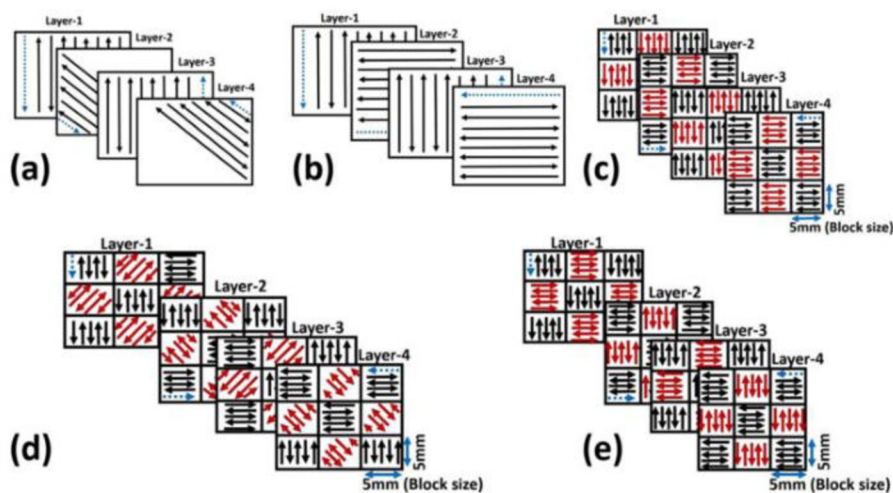 Layer-1
Layer-2
Layer-3
Layer-4
(a)
Layer-1
Layer-2
Layer-3
Layer-4
(b)
Layer-1
Layer-2
Layer-3
Layer-4
(c)
5mm
5mm (Block size)
Layer-1
Layer-2
Layer-3
Layer-4
(d)
5mm
5mm (Block size)
Layer-1
Layer-2
Layer-3
Layer-4
(e)
5mm
5mm (Block size)